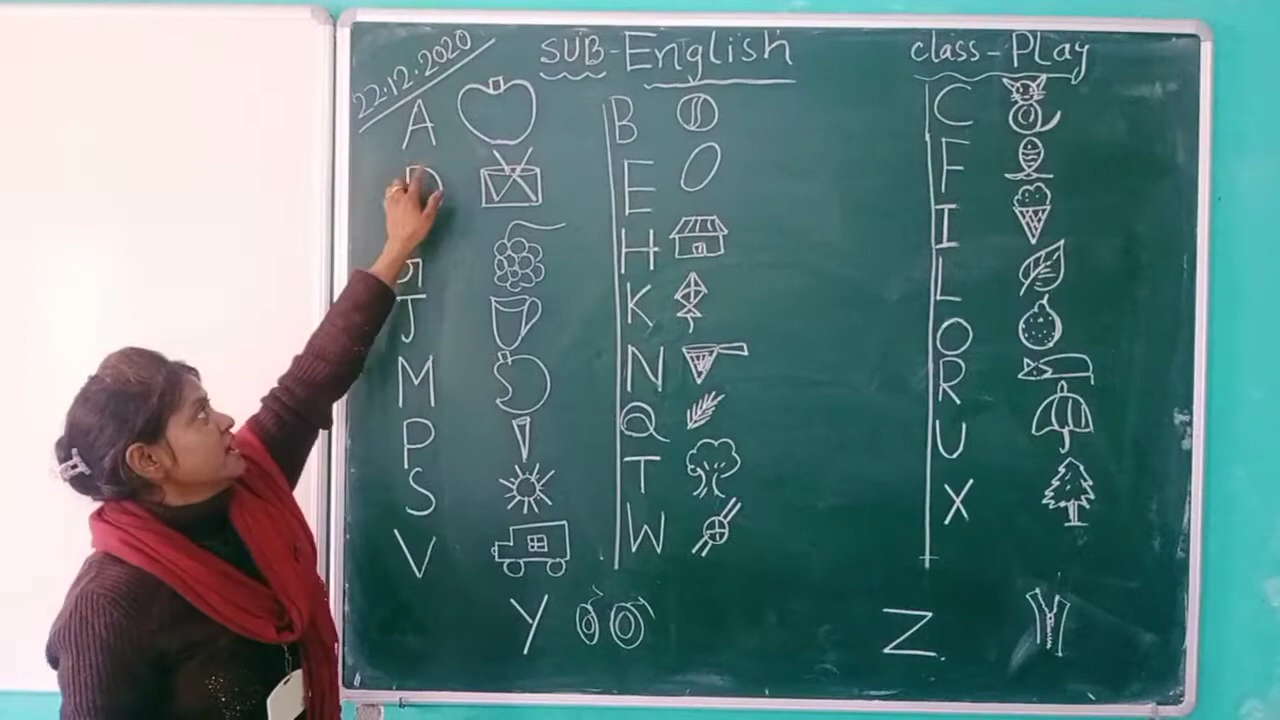 22.12.2020 SUB-English class-Play
A B C
D E F
G H I
J K L
M N O
P Q R
S T U
V W X
Y Z